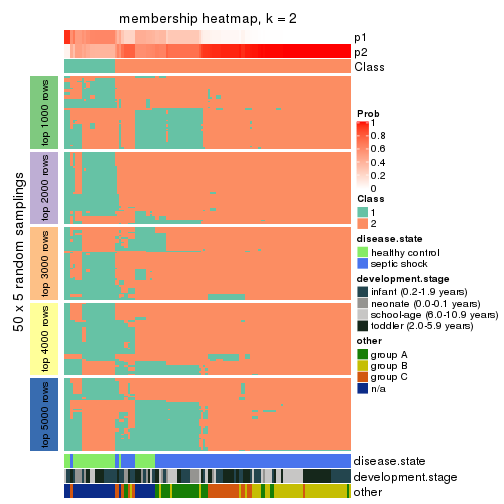 membership heatmap, k = 2
p1
p2
Class
50 x 5 random samplings
top 1000 rows
top 2000 rows
top 3000 rows
top 4000 rows
top 5000 rows
Prob
1
0.8
0.6
0.4
0.2
0
Class
1
2
disease.state
healthy control
septic shock
development.stage
infant (0.2-1.9 years)
neonate (0.0-0.1 years)
school-age (6.0-10.9 years)
toddler (2.0-5.9 years)
other
group A
group B
group C
n/a
disease.state
development.stage
other